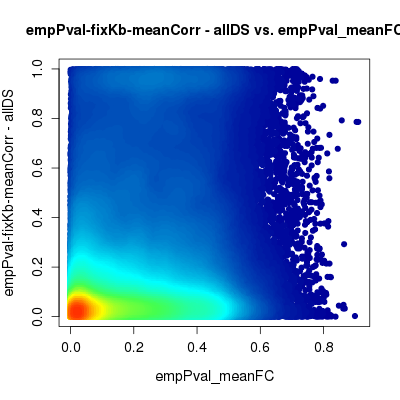 empPval-fixKb-meanCorr - allDS vs. empPval_meanFC
empPval-fixKb-meanCorr - allDS
1.0
0.8
0.6
0.4
0.2
0.0
0.0 0.2 0.4 0.6 0.8
empPval_meanFC